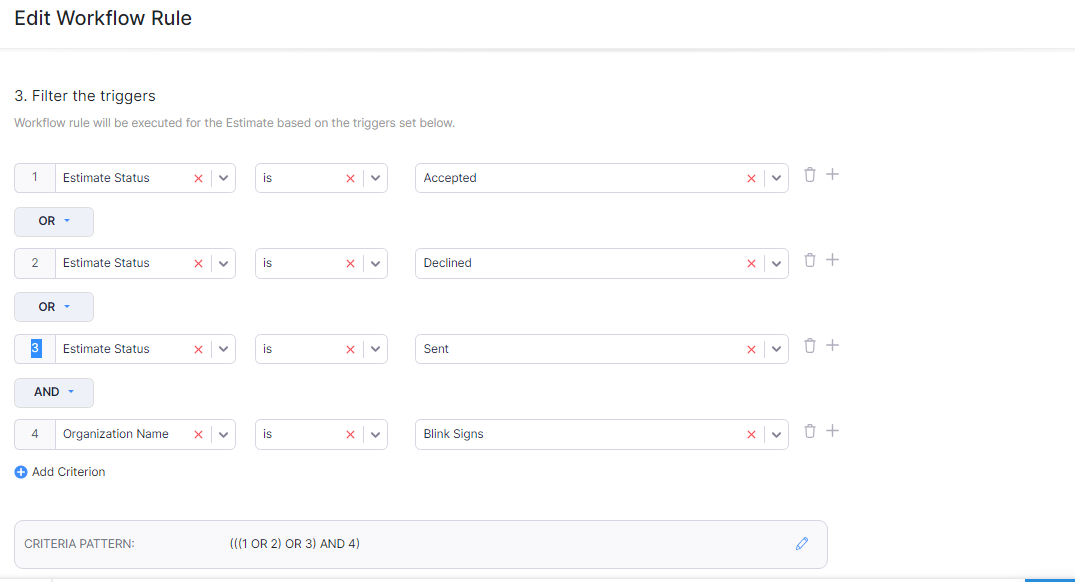 Edit Workflow Rule
3. Filter the triggers
Workflow rule will be executed for the Estimate based on the triggers set below.
1 Estimate Status is Accepted
OR
2 Estimate Status is Declined
OR
3 Estimate Status is Sent
AND
4 Organization Name is Blink Signs
Add Criterion
CRITERIA PATTERN: (((1 OR 2) OR 3) AND 4)